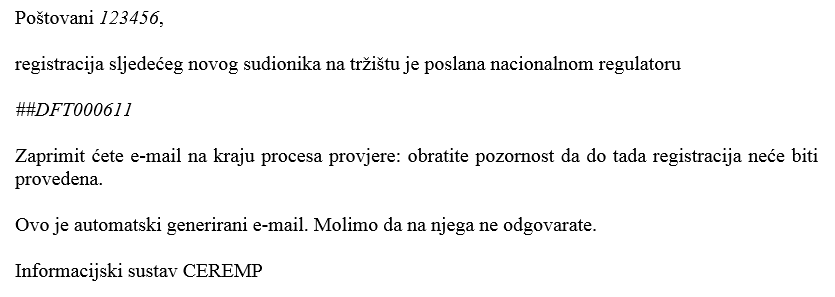 Poštovani 123456,
registracija sljedećeg novog sudionika na tržištu je poslana nacionalnom regulatoru
##DFT000611
Zaprimit ćete e-mail na kraju procesa provjere: obratite pozornost da do tada registracija neće biti
provedena.
Ovo je automatski generirani e-mail. Molimo da na njega ne odgovarate.
Informacijski sustav CEREMP